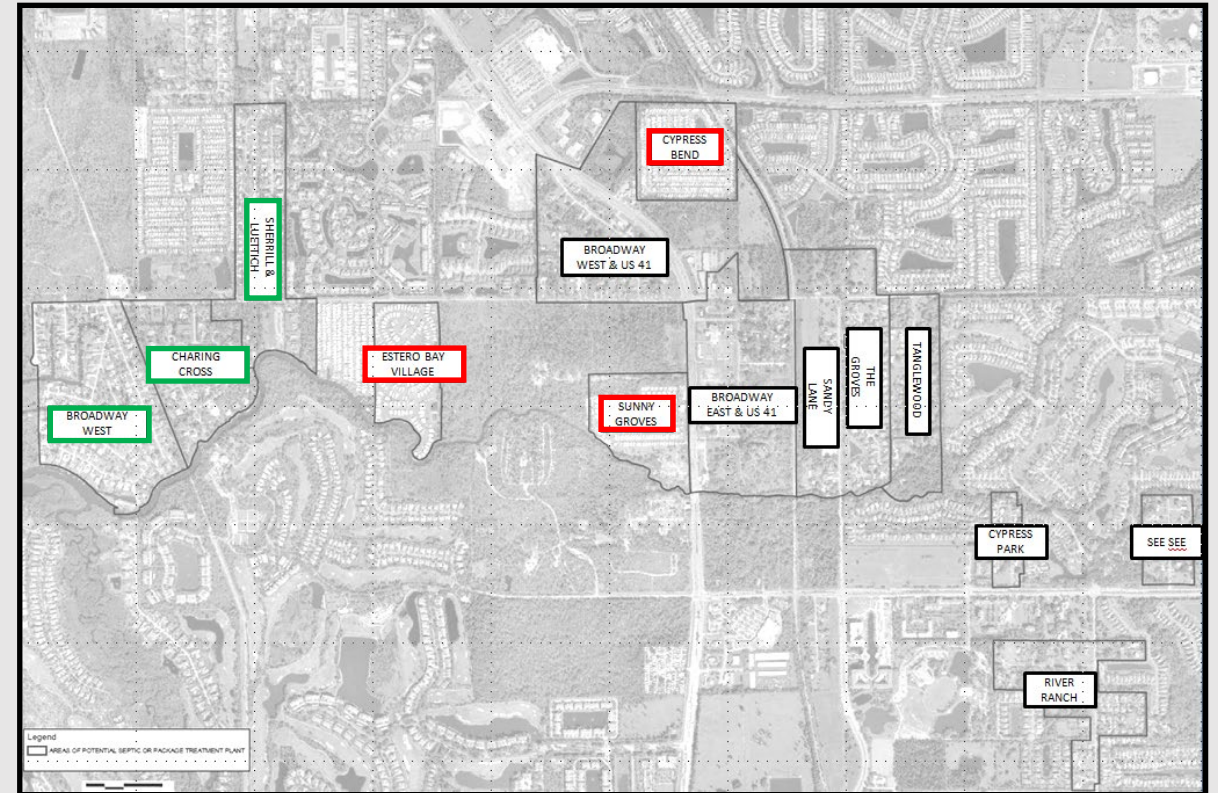 CYPRESS
BEND
SHERRILL &
LUETTICH
BROADWAY
WEST & US 41
CHARING
CROSS
ESTERO BAY
VILLAGE
BROADWAY
WEST
SUNNY
GROVES
BROADWAY
EAST & US 41
SANDY
LANE
THE
GROVES
TANGLEWOOD
CYPRESS
PARK
SEE SEE
RIVER
RANCH
Legend
AREAS OF POTENTIAL SEPTIC OR PACKAGE TREATMENT PLANT